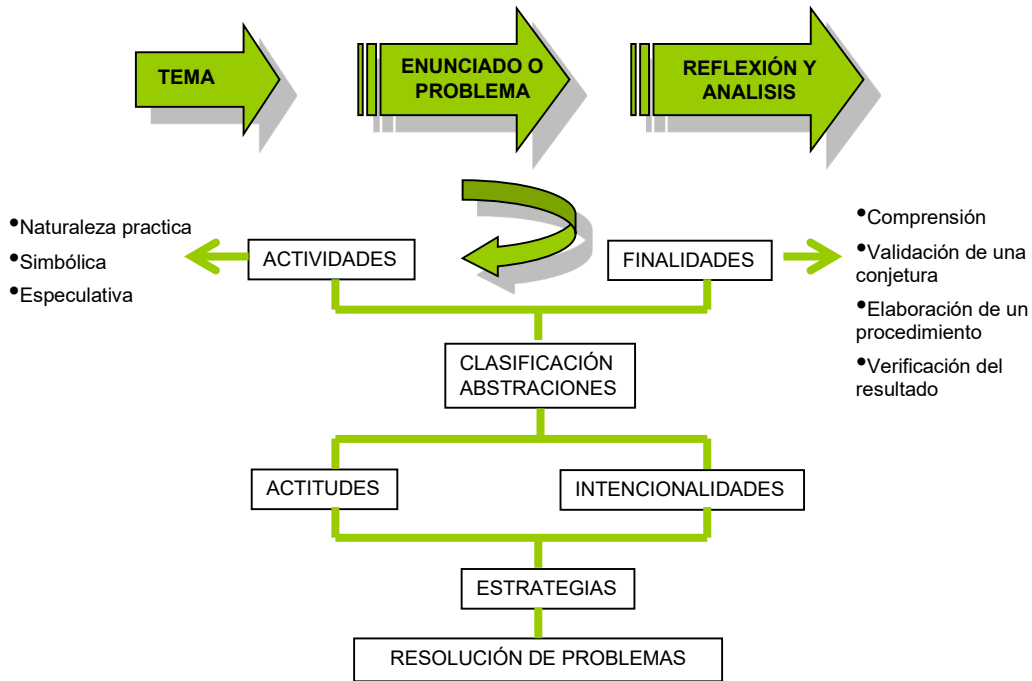 TEMA
ENUNCIADO O
PROBLEMA
REFLEXIÓN Y
ANALISIS
•Naturaleza practica
•Simbólica
•Especulativa
ACTIVIDADES
FINALIDADES
•Comprensión
•Validación de una
conjetura
•Elaboración de un
procedimiento
•Verificación del
resultado
CLASIFICACIÓN
ABSTRACIONES
ACTITUDES
INTENCIONALIDADES
ESTRATEGIAS
RESOLUCIÓN DE PROBLEMAS